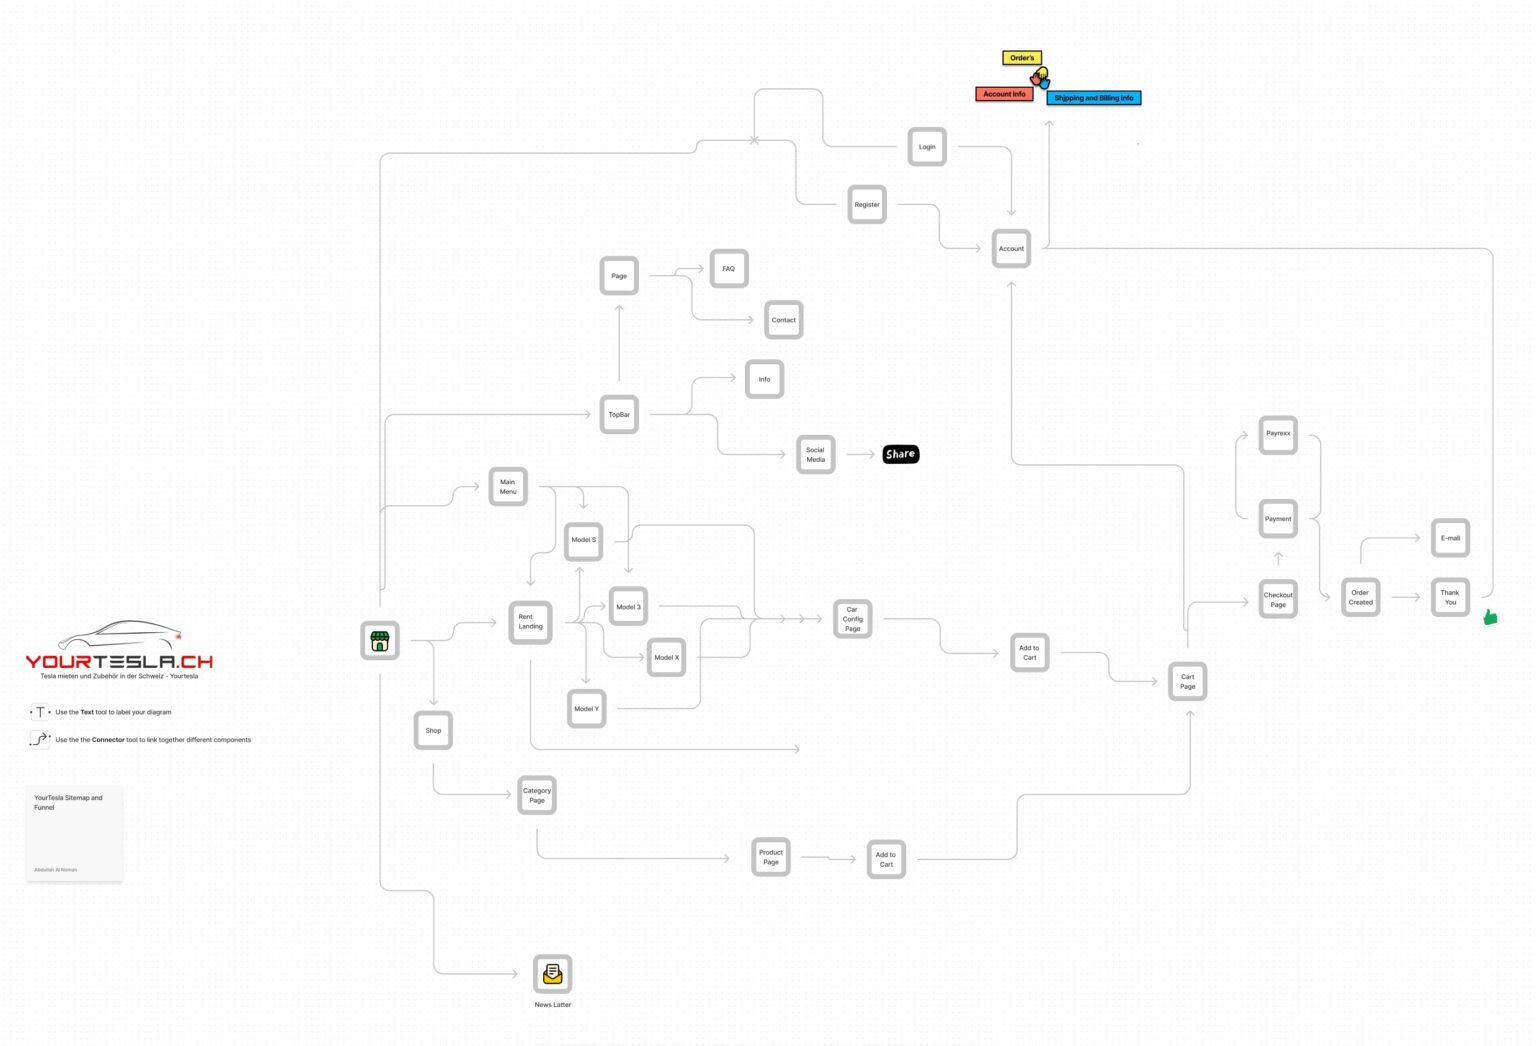 Order's
Account Info
Shipping and Billing Info
Login
Register
Account
Page
FAQ
Contact
Info
TopBar
Social
Media
Share
Main
Menu
Model S
Rent
Landing
Model 3
Model X
Model Y
Car
Config
Page
Add to
Cart
Cart
Page
Payrexx
Payment
Checkout
Page
Order
Created
E-mail
Thank
You
YOURTESLA.CH
Tesla mieten und Zubehör in der Schweiz - Yourtesla
T
Use the Text tool to label your diagram
Use the the Connector tool to link together different components
Shop
Category
Page
Product
Page
Add to
Cart
YourTesla Sitemap and
Funnel
Abdullah Al Noman
News Latter